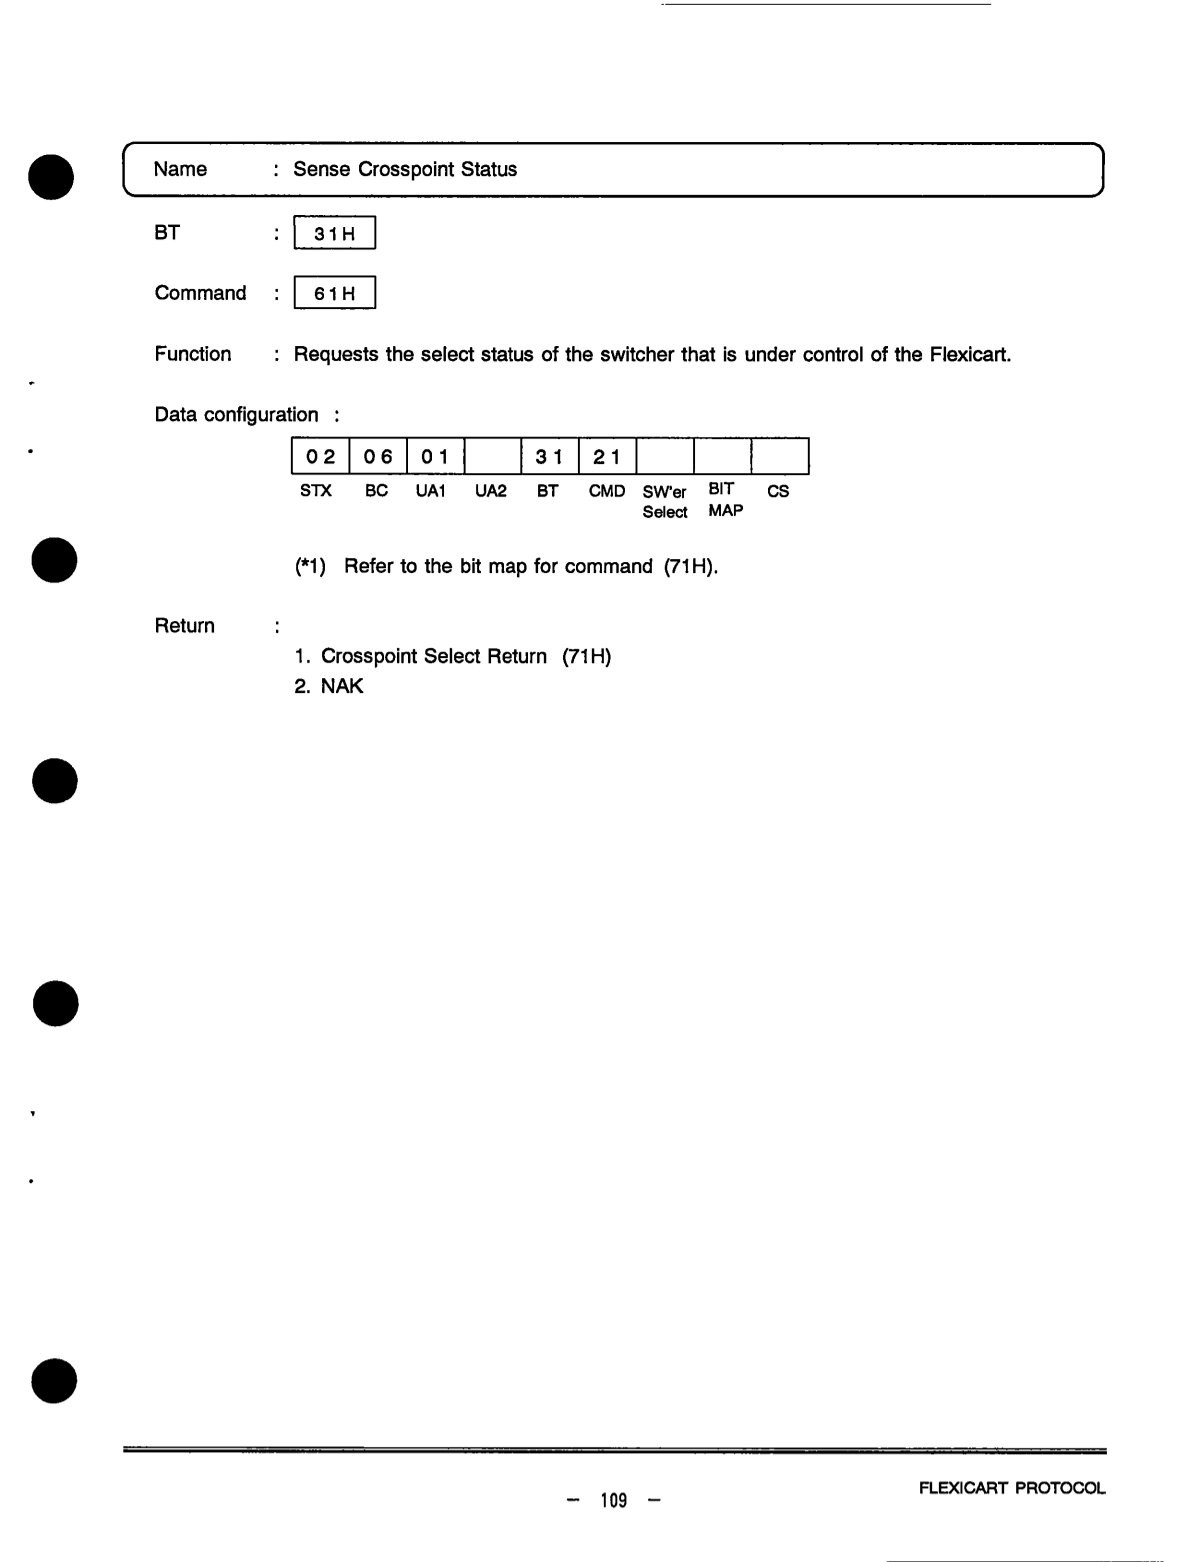 Name : Sense Crosspoint Status
BT : 31H
Command : 61H
Function : Requests the select status of the switcher that is under control of the Flexicart.
Data configuration :
02 06 01 31 21
STX BC UA1 UA2 BT CMD SW'er Select BIT MAP CS
(*1) Refer to the bit map for command (71H).
Return :
1. Crosspoint Select Return (71H)
2. NAK
FLEXICART PROTOCOL
— 109 —